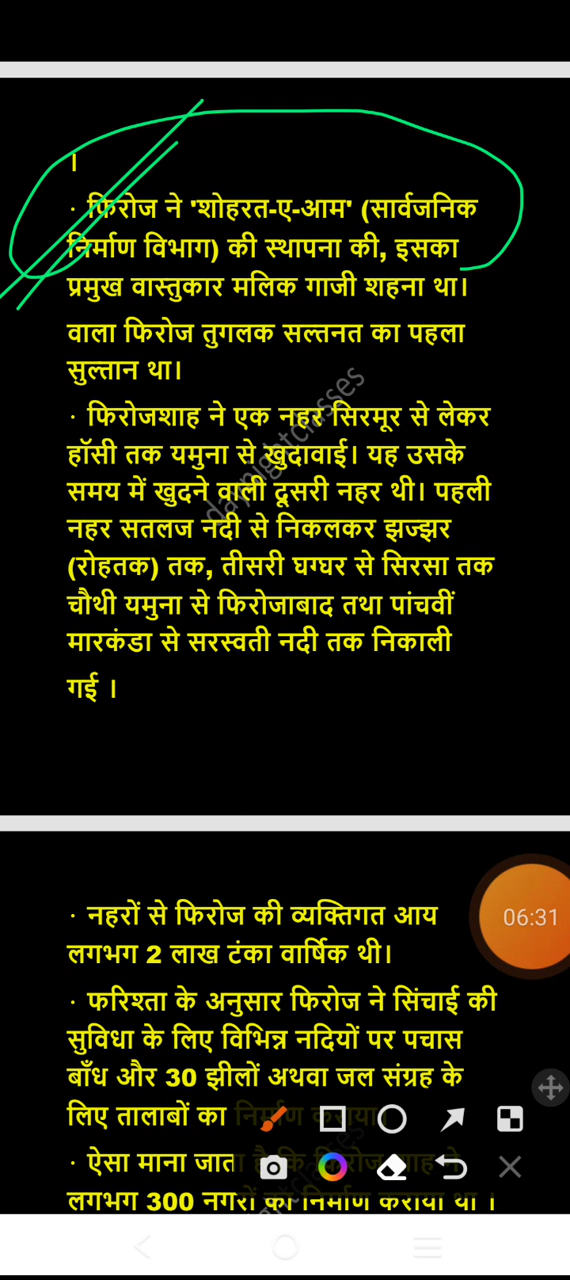 ।
· फिरोज ने 'शोहरत-ए-आम' (सार्वजनिक
निर्माण विभाग) की स्थापना की, इसका
प्रमुख वास्तुकार मलिक गाजी शहना था।
वाला फिरोज तुगलक सल्तनत का पहला
सुल्तान था।
· फिरोजशाह ने एक नहर सिरमूर से लेकर
हॉसी तक यमुना से खुदावाई। यह उसके
समय में खुदने वाली दूसरी नहर थी। पहली
नहर सतलज नदी से निकलकर झज्झर
(रोहतक) तक, तीसरी घग्घर से सिरसा तक
चौथी यमुना से फिरोजाबाद तथा पांचवीं
मारकंडा से सरस्वती नदी तक निकाली
गई ।
daynightclasses
· नहरों से फिरोज की व्यक्तिगत आय
लगभग 2 लाख टंका वार्षिक थी।
06:31
· फरिश्ता के अनुसार फिरोज ने सिंचाई की
सुविधा के लिए विभिन्न नदियों पर पचास
बाँध और 30 झीलों अथवा जल संग्रह के
लिए तालाबों का निर्माण कराया।
· ऐसा माना जाता है कि फिरोज शाह ने
लगभग 300 नगरों का निर्माण कराया था ।